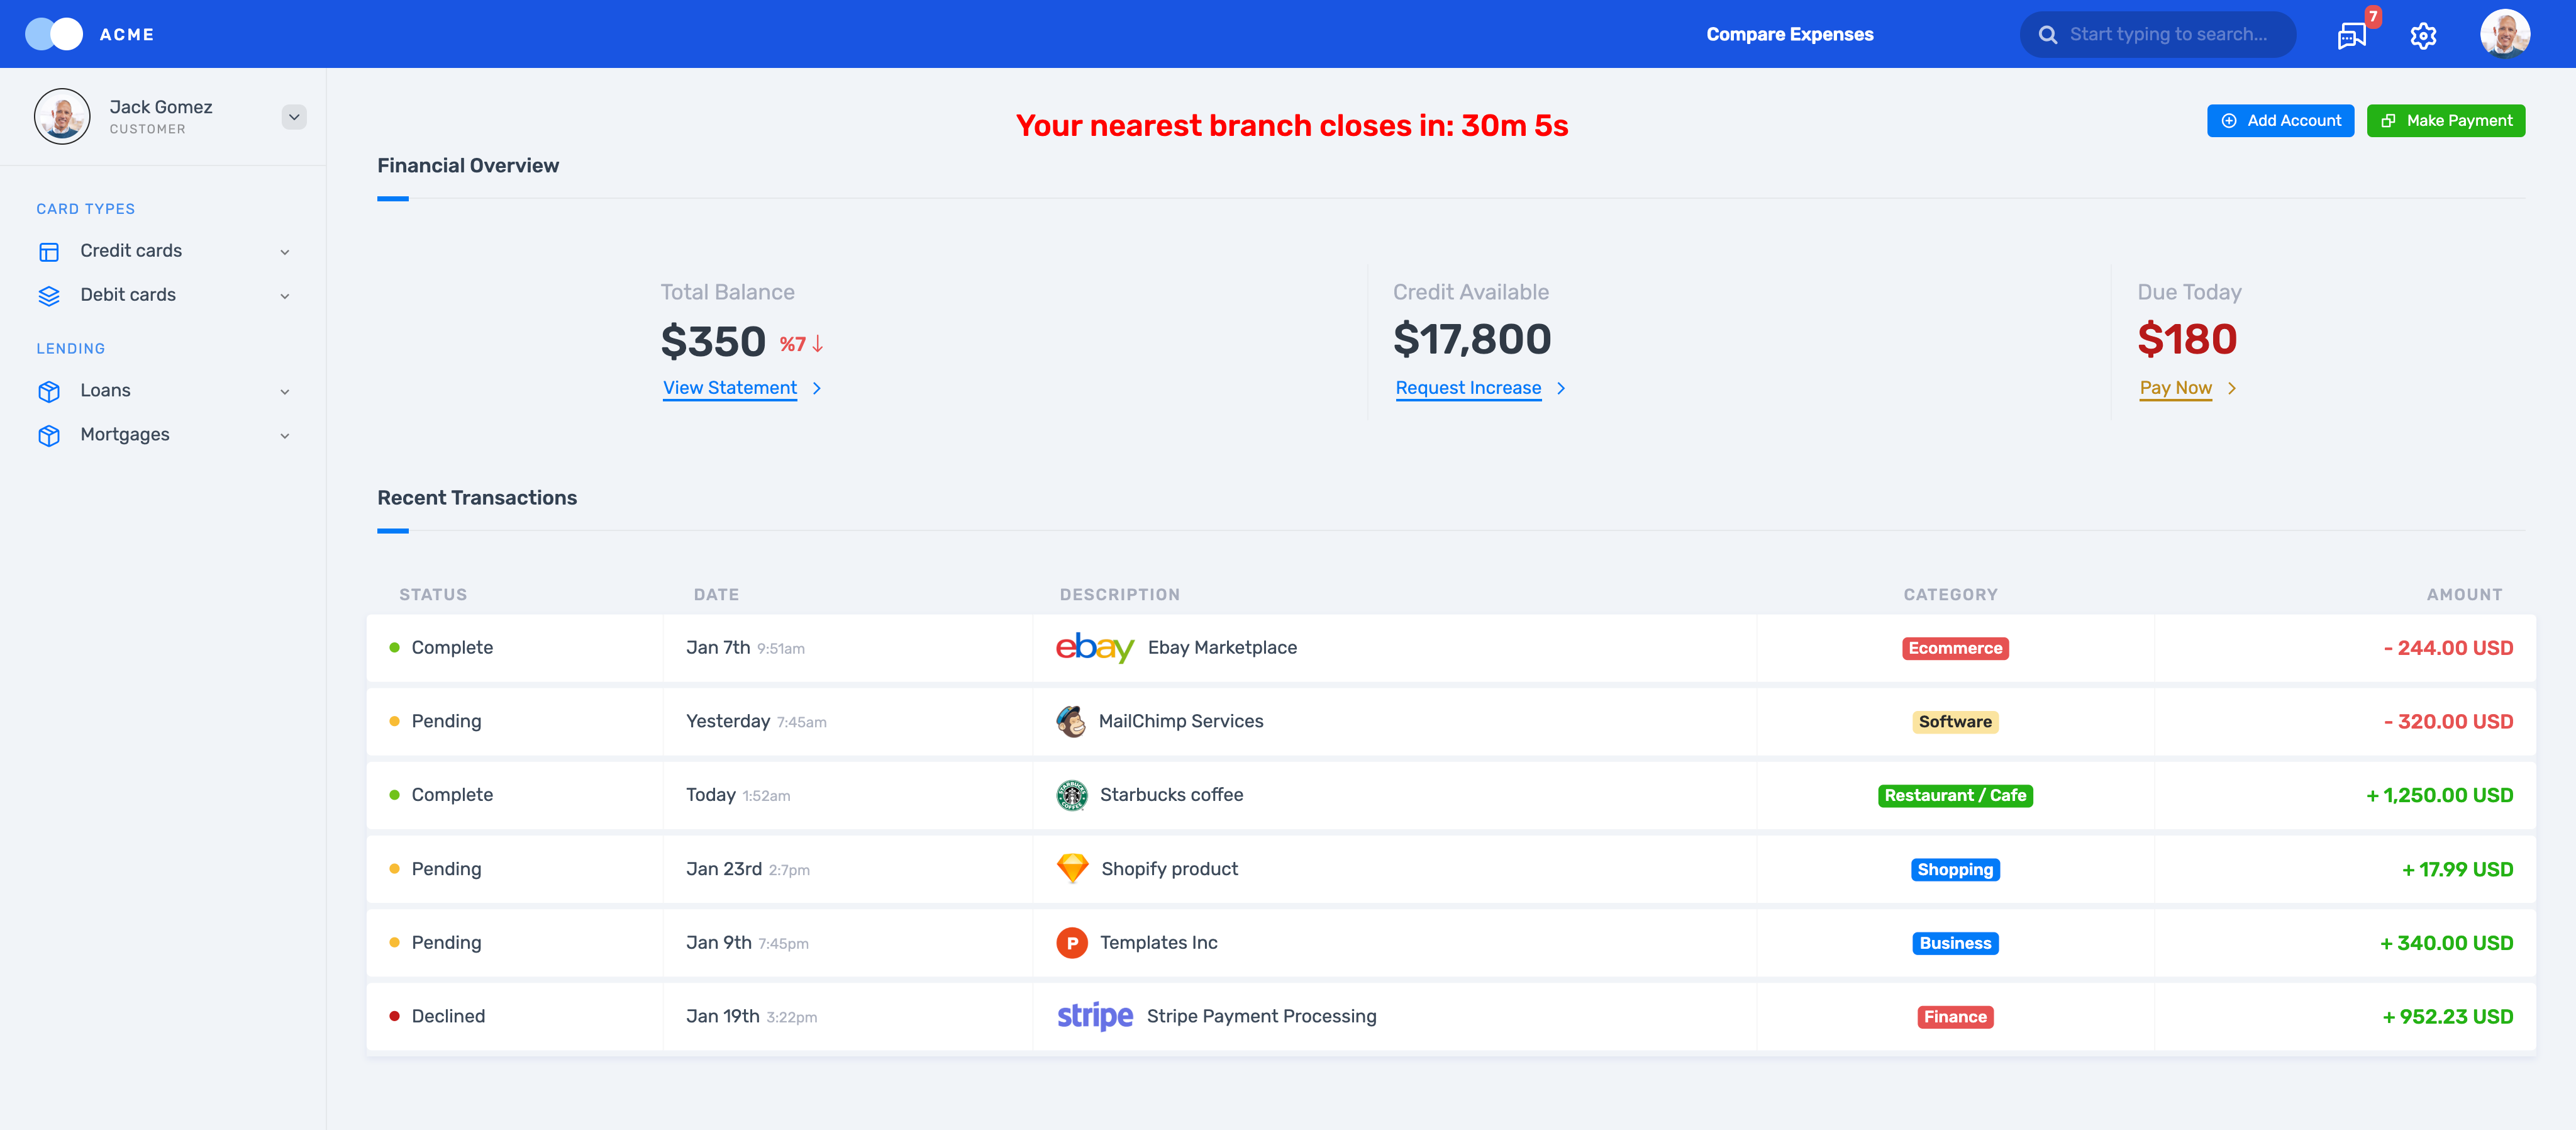 ACME
Compare Expenses
Start typing to search...
7
Jack Gomez
CUSTOMER
Your nearest branch closes in: 30m 5s
Add Account
Make Payment
Financial Overview
CARD TYPES
Credit cards
Debit cards
LENDING
Loans
Mortgages
Total Balance
$350 %7
View Statement
Credit Available
$17,800
Request Increase
Due Today
$180
Pay Now
Recent Transactions
STATUS DATE DESCRIPTION CATEGORY AMOUNT
Complete Jan 7th 9:51am ebay Ebay Marketplace Ecommerce - 244.00 USD
Pending Yesterday 7:45am MailChimp Services Software - 320.00 USD
Complete Today 1:52am STARBUCKS COFFEE Starbucks coffee Restaurant / Cafe + 1,250.00 USD
Pending Jan 23rd 2:7pm Shopify product Shopping + 17.99 USD
Pending Jan 9th 7:45pm P Templates Inc Business + 340.00 USD
Declined Jan 19th 3:22pm stripe Stripe Payment Processing Finance + 952.23 USD